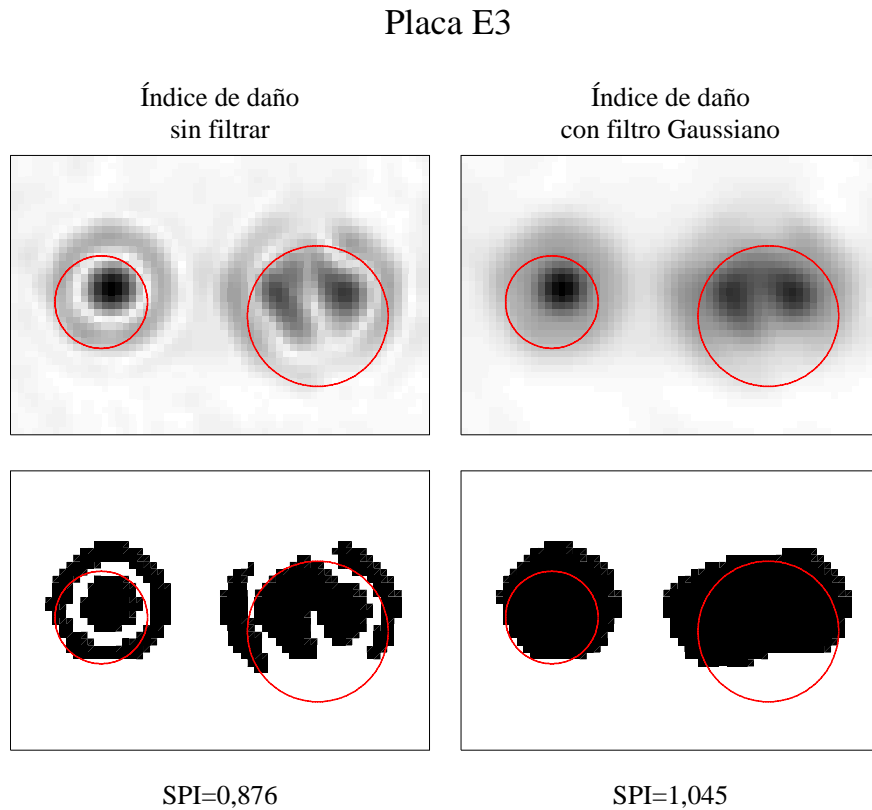 Placa E3
Índice de daño
sin filtrar
Índice de daño
con filtro Gaussiano
SPI=0,876
SPI=1,045